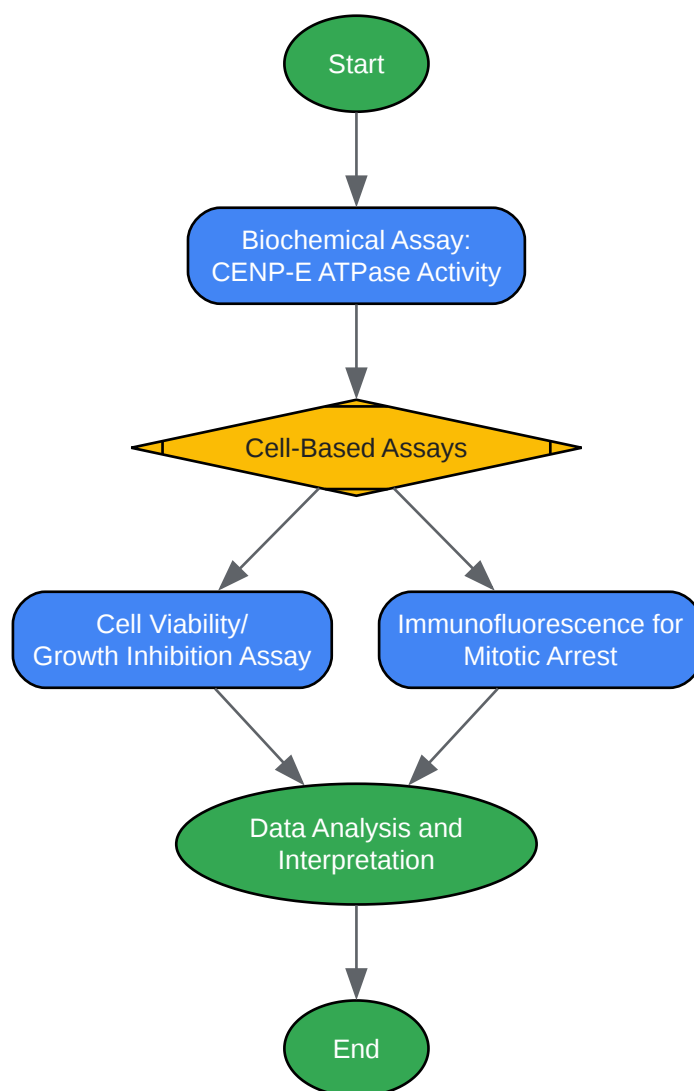 Start
Biochemical Assay:
CENP-E ATPase Activity
Cell-Based Assays
Cell Viability/
Growth Inhibition Assay
Immunofluorescence for
Mitotic Arrest
Data Analysis and
Interpretation
End